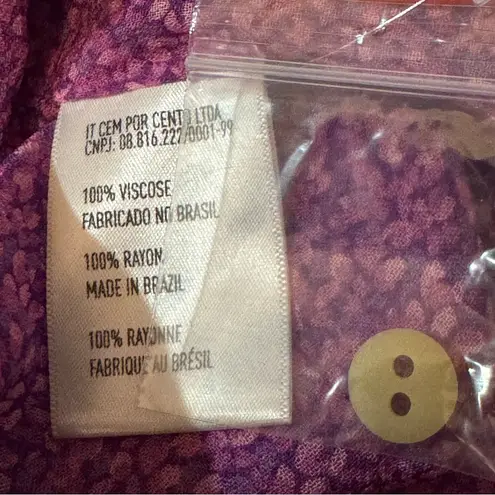 IT CEM POR CENTO LTDA
CNPJ: 08.816.227/0001-99
100% VISCOSE
FABRICADO NO BRASIL
100% RAYON
MADE IN BRAZIL
100% RAYONNE
FABRIQUE AU BRÉSIL